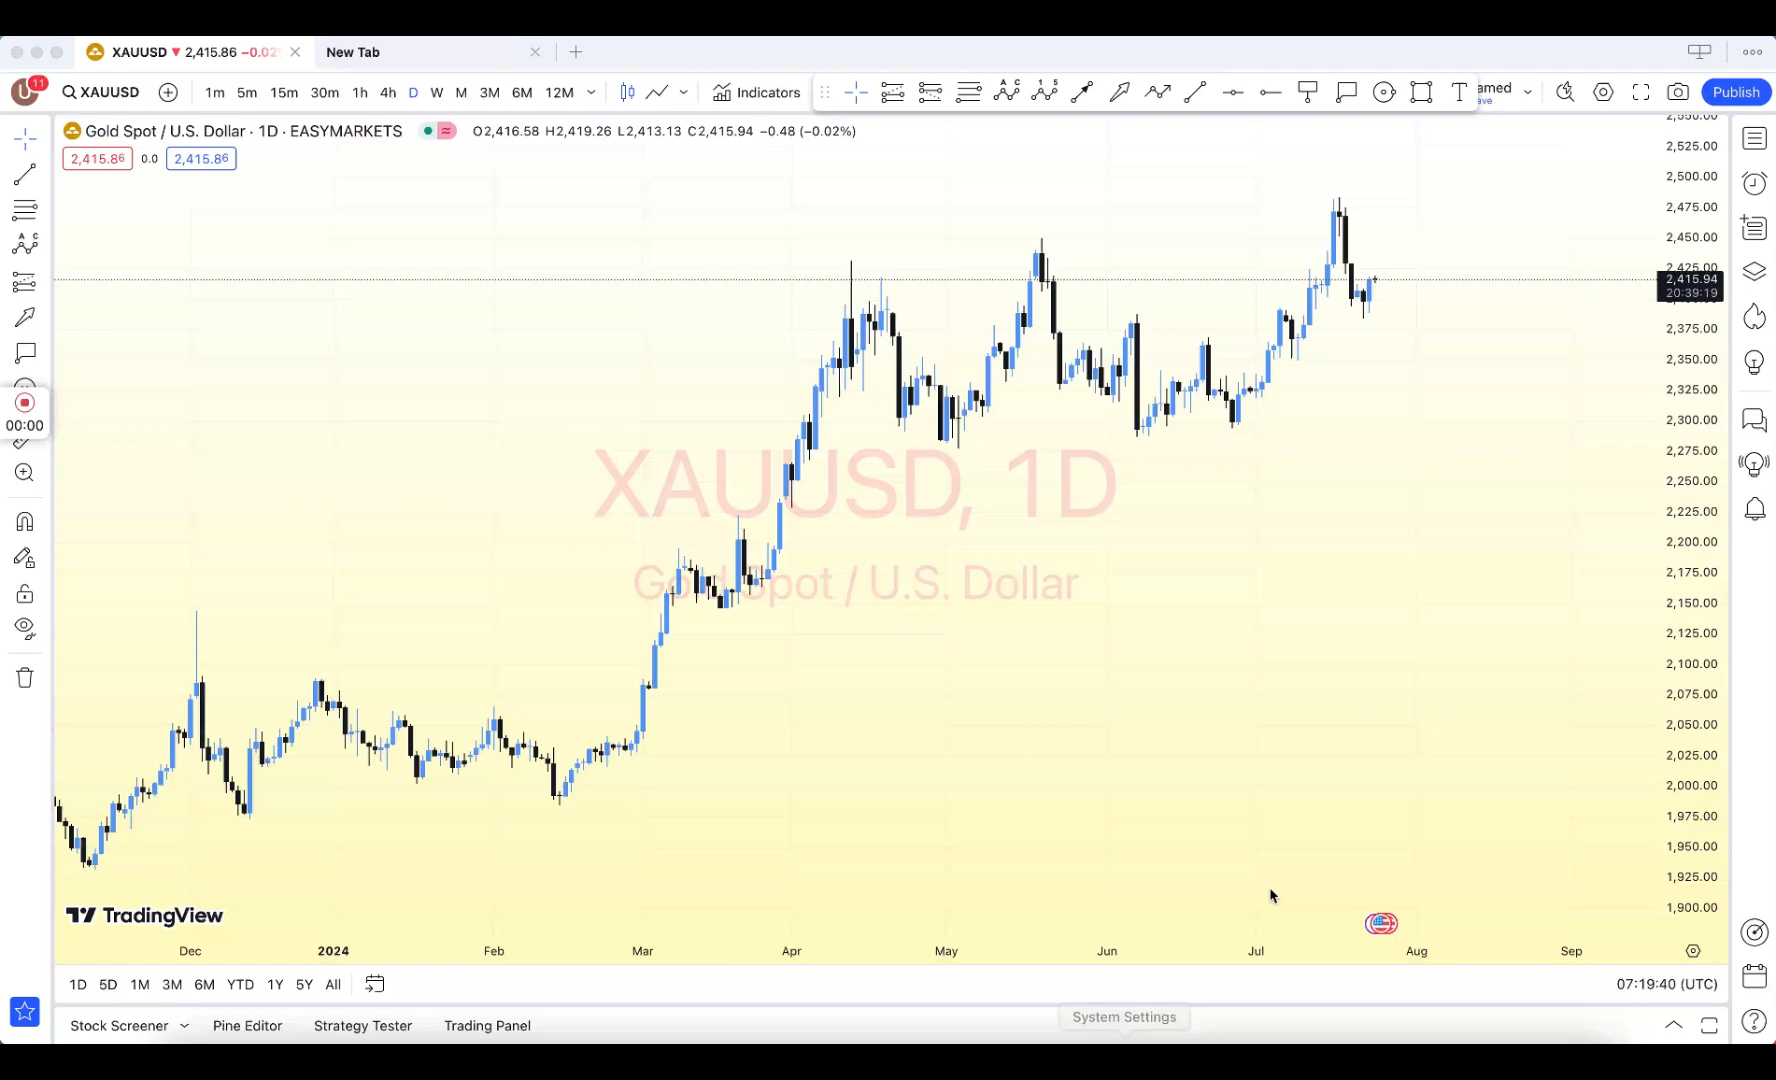 XAUUSD ▼ 2,415.86 −0.02
New Tab
11
XAUUSD
1m 5m 15m 30m 1h 4h D W M 3M 6M 12M
Indicators
amed
ave
Publish
Gold Spot / U.S. Dollar · 1D · EASYMARKETS
O2,416.58 H2,419.26 L2,413.13 C2,415.94 −0.48 (−0.02%)
2,415.86 0.0 2,415.86
2,525.00
2,500.00
2,475.00
2,450.00
2,425.00
2,415.94
20:39:19
2,375.00
2,350.00
2,325.00
2,300.00
2,275.00
2,250.00
2,225.00
2,200.00
2,175.00
2,150.00
2,125.00
2,100.00
2,075.00
2,050.00
2,025.00
2,000.00
1,975.00
1,950.00
1,925.00
1,900.00
00:00
XAUUSD, 1D
Gold Spot / U.S. Dollar
TradingView
Dec 2024 Feb Mar Apr May Jun Jul Aug Sep
1D 5D 1M 3M 6M YTD 1Y 5Y All
07:19:40 (UTC)
Stock Screener Pine Editor Strategy Tester Trading Panel
System Settings